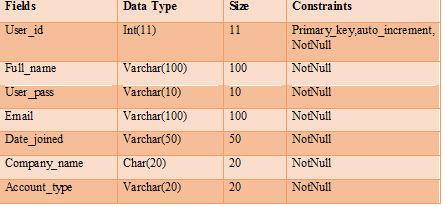 Fields Data Type Size Constraints
User_id Int(11) 11 Primary_key,auto_increment,
NotNull
Full_name Varchar(100) 100 NotNull
User_pass Varchar(10) 10 NotNull
Email Varchar(100) 100 NotNull
Date_joined Varchar(50) 50 NotNull
Company_name Char(20) 20 NotNull
Account_type Varchar(20) 20 NotNull